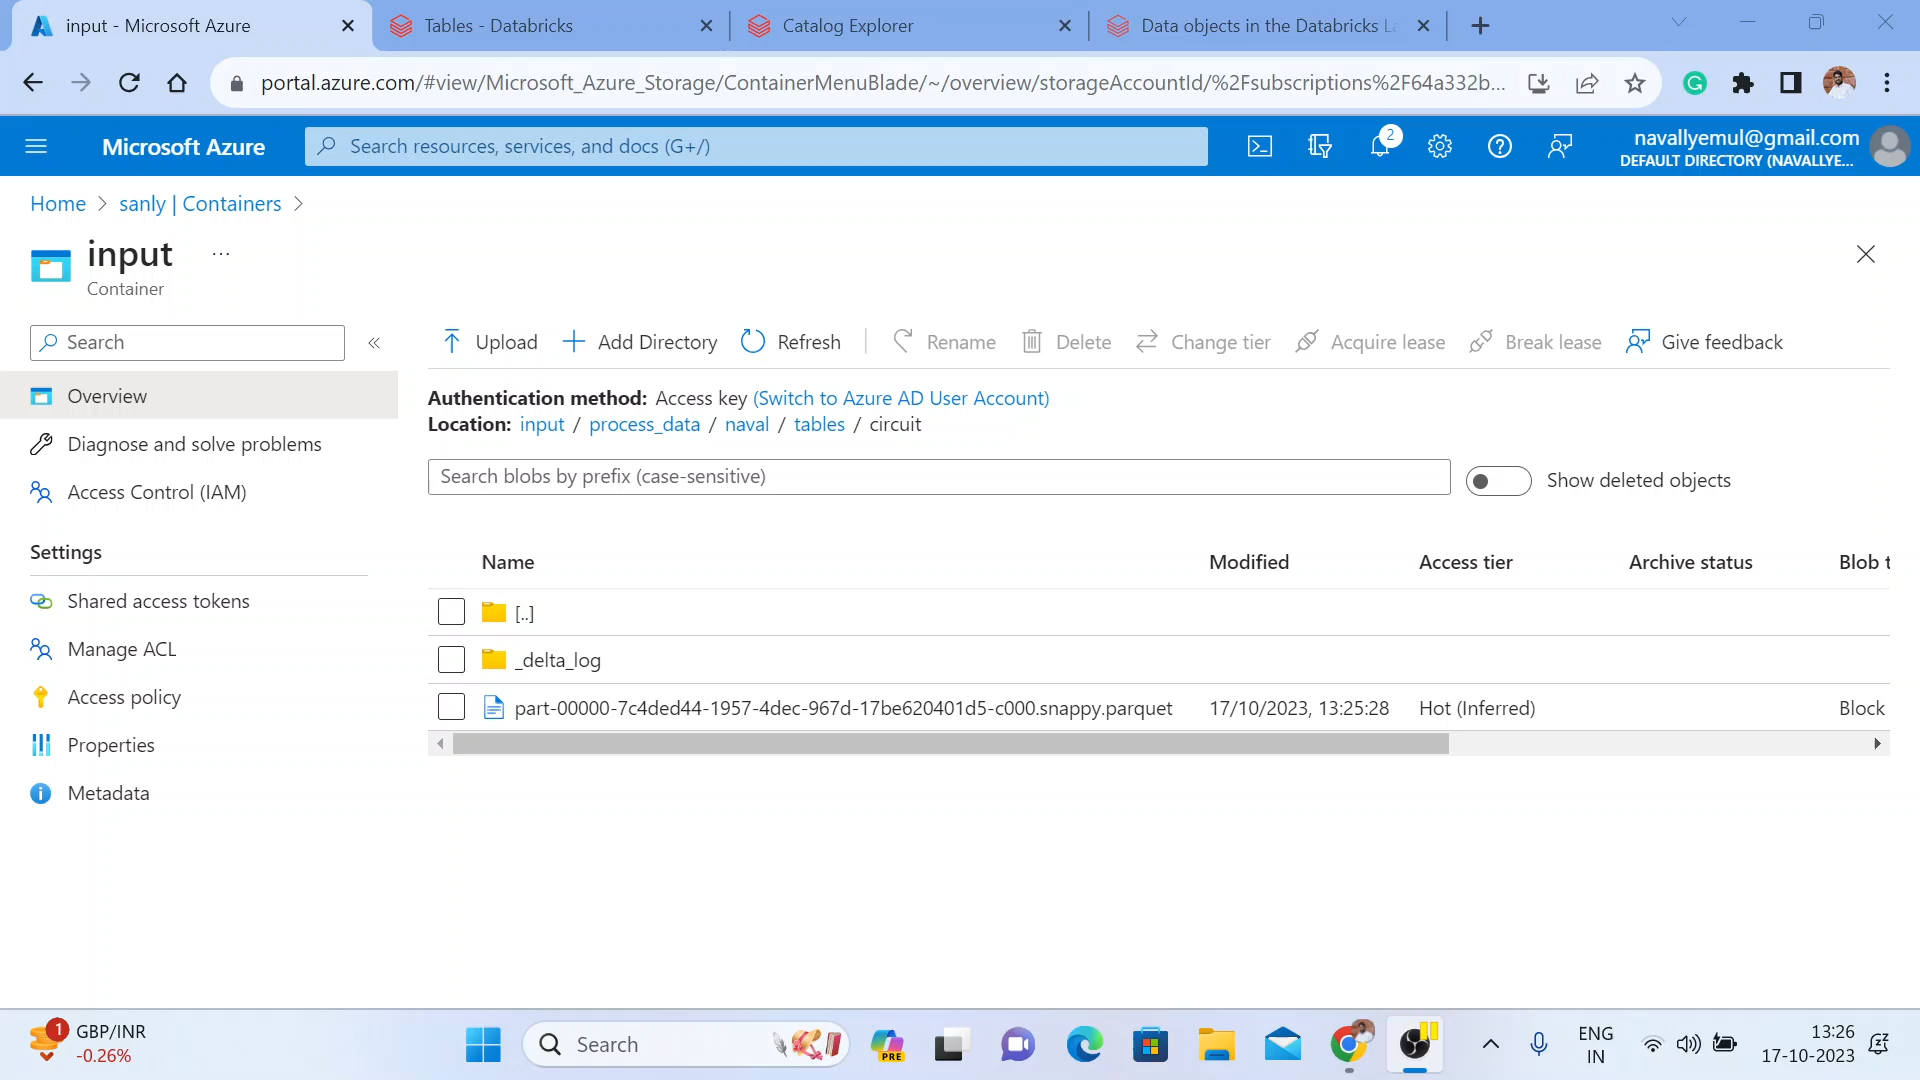 input - Microsoft Azure
Tables - Databricks
Catalog Explorer
Data objects in the Databricks La
portal.azure.com/#view/Microsoft_Azure_Storage/ContainerMenuBlade/~/overview/storageAccountId/%2Fsubscriptions%2F64a332b...
Microsoft Azure
Search resources, services, and docs (G+/)
2
navallyemul@gmail.com
DEFAULT DIRECTORY (NAVALLYE...
Home > sanly | Containers >
input ...
Container
Search
«
Upload
Add Directory
Refresh
Rename
Delete
Change tier
Acquire lease
Break lease
Give feedback
Overview
Diagnose and solve problems
Access Control (IAM)
Settings
Shared access tokens
Manage ACL
Access policy
Properties
Metadata
Authentication method: Access key (Switch to Azure AD User Account)
Location: input / process_data / naval / tables / circuit
Search blobs by prefix (case-sensitive)
Show deleted objects
Name Modified Access tier Archive status Blob t
[..]
_delta_log
part-00000-7c4ded44-1957-4dec-967d-17be620401d5-c000.snappy.parquet 17/10/2023, 13:25:28 Hot (Inferred) Block
1
GBP/INR
-0.26%
Search
PRE
ENG
IN
13:26
17-10-2023